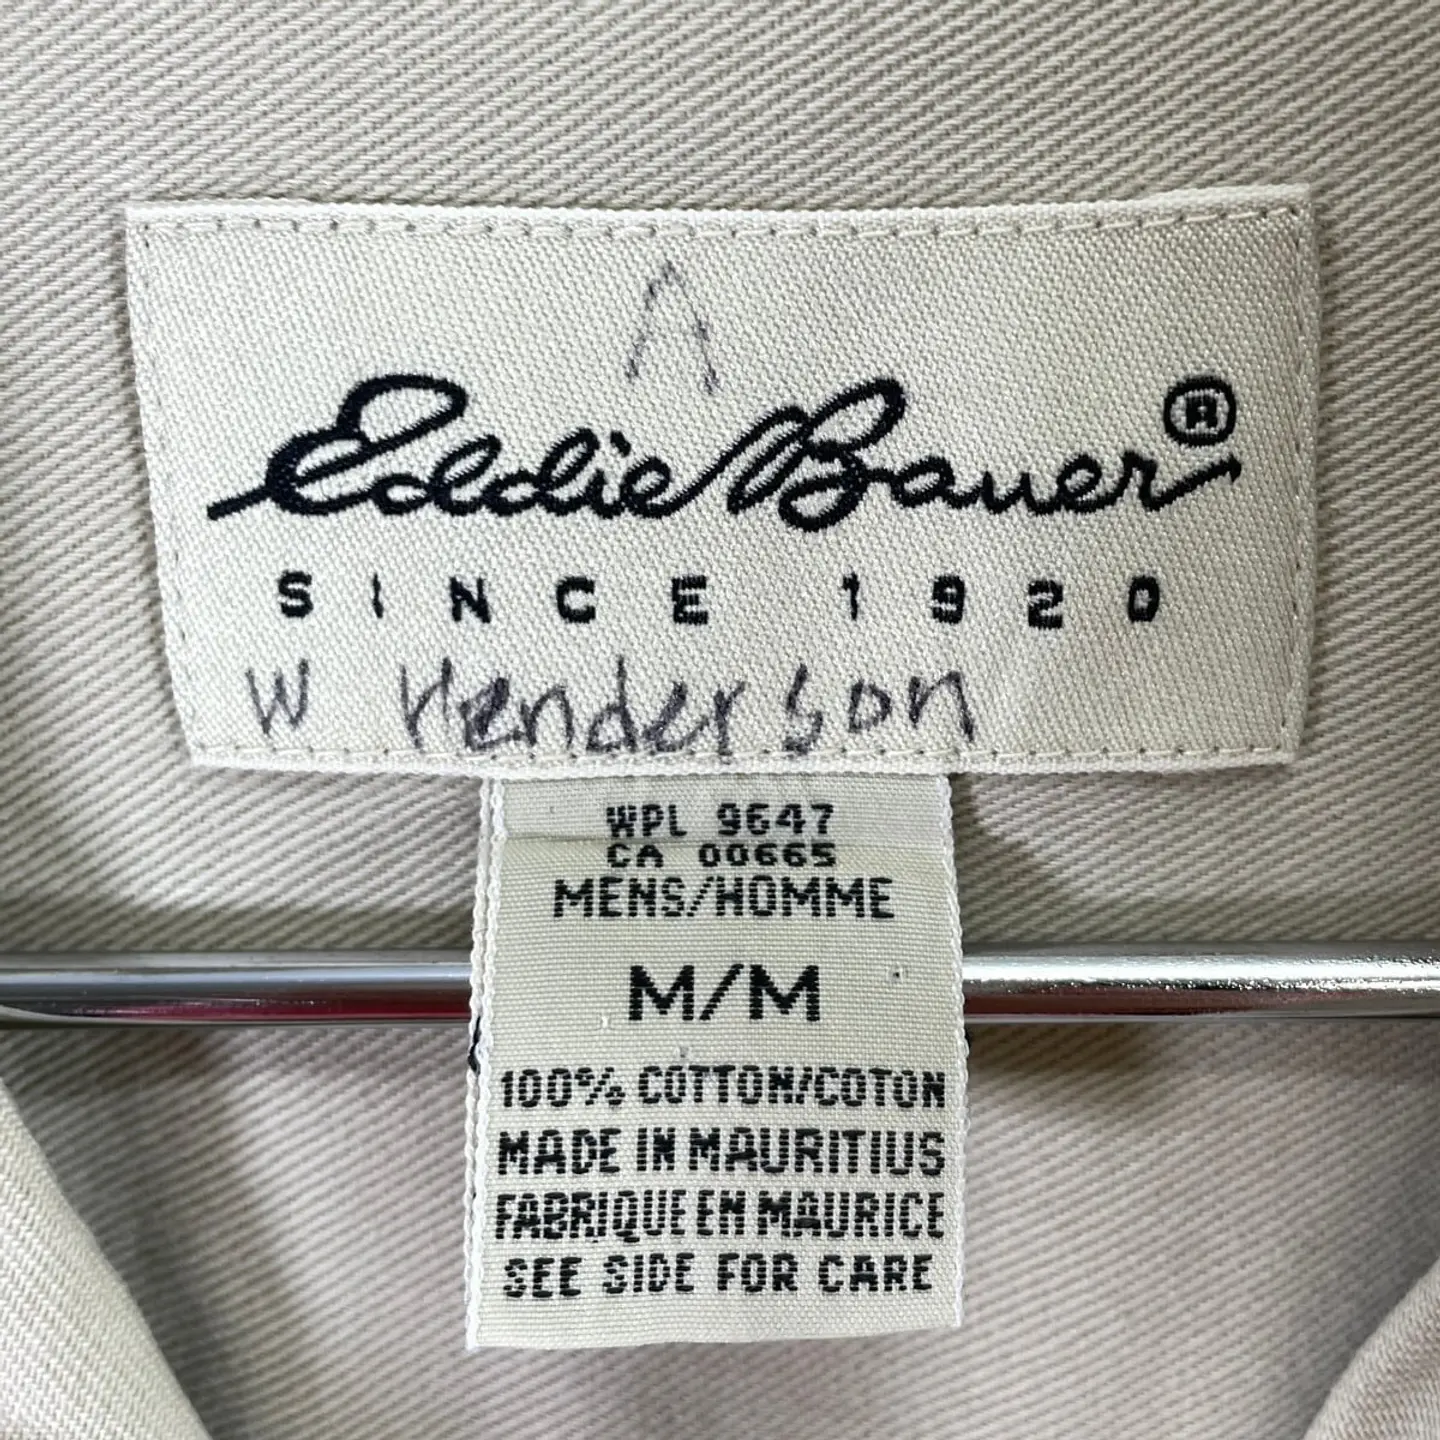 Eddie Bauer®
SINCE 1920
W Henderson
WPL 9647
CA 00665
MENS/HOMME
M/M
100% COTTON/COTON
MADE IN MAURITIUS
FABRIQUE EN MAURICE
SEE SIDE FOR CARE